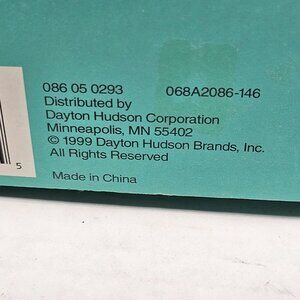 086 05 0293 068A2086-146
Distributed by
Dayton Hudson Corporation
Minneapolis, MN 55402
© 1999 Dayton Hudson Brands, Inc.
All Rights Reserved
Made in China
5